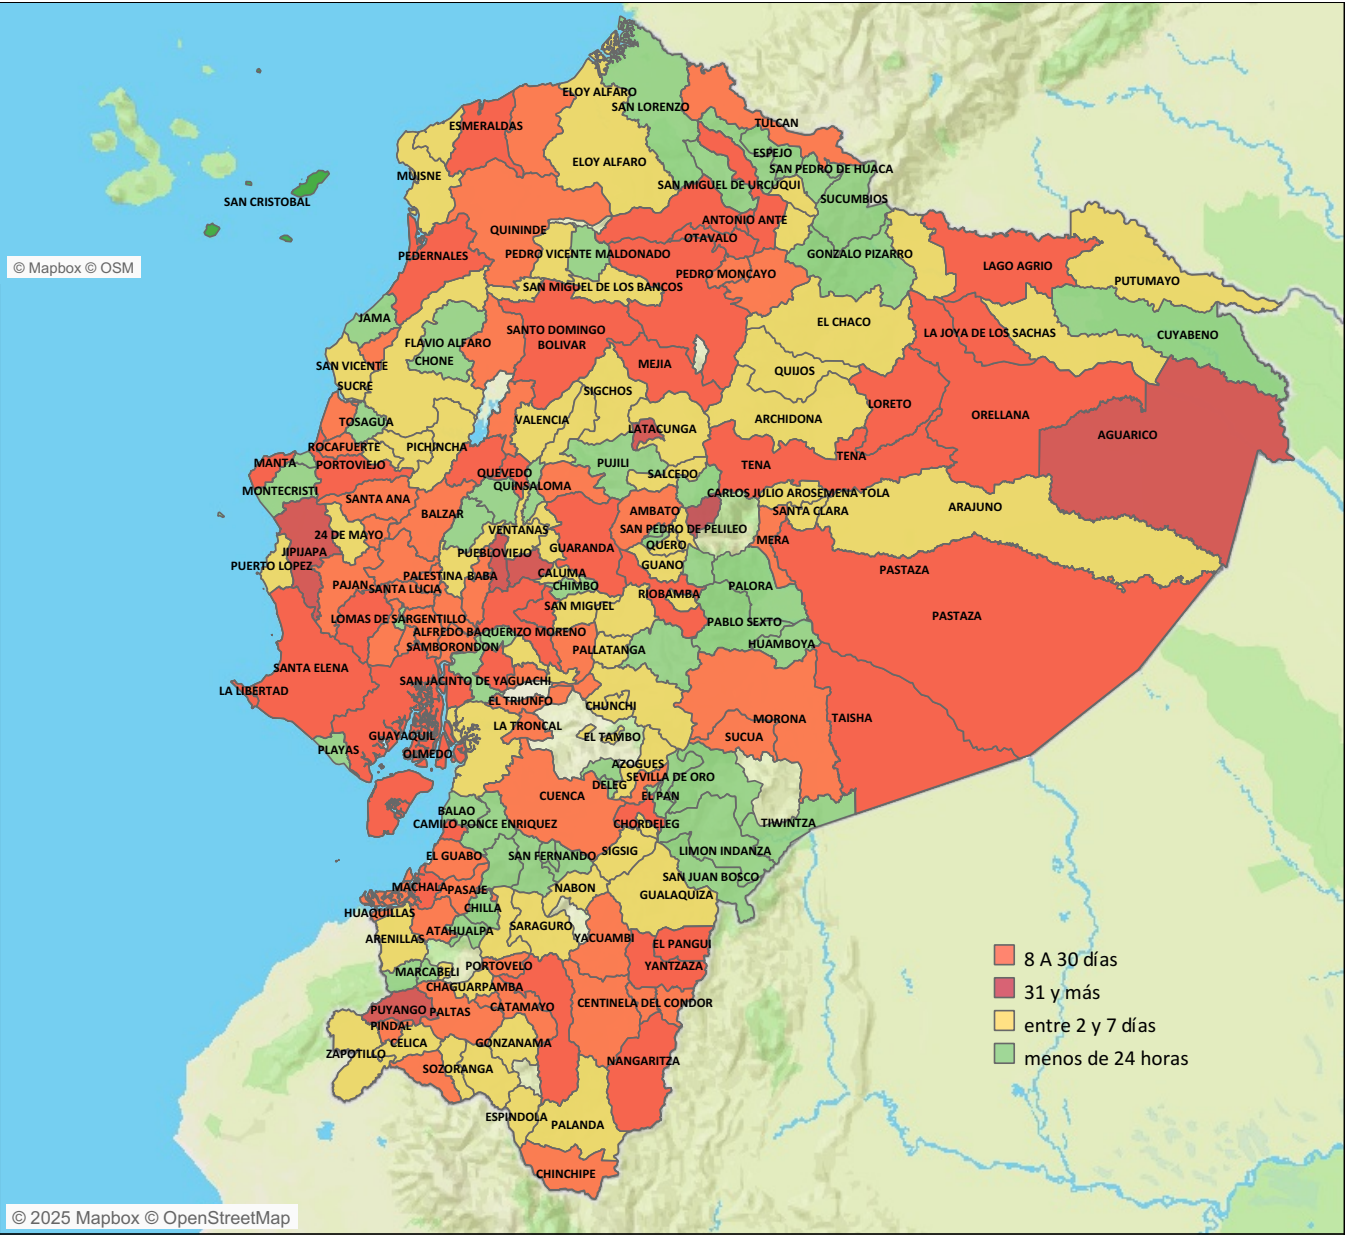 ELOY ALFARO
SAN LORENZO
ESMERALDAS
TULCAN
ESPEJO
ELOY ALFARO
SAN PEDRO DE HUACA
MUISNE
SAN MIGUEL DE URCUQUI
SUCUMBIOS
SAN CRISTOBAL
ANTONIO ANTE
QUININDE
OTAVALO
PEDERNALES
PEDRO VICENTE MALDONADO
GONZALO PIZARRO
© Mapbox © OSM
LAGO AGRIO
PEDRO MONCAYO
PUTUMAYO
SAN MIGUEL DE LOS BANCOS
JAMA
EL CHACO
SANTO DOMINGO
LA JOYA DE LOS SACHAS
CUYABENO
FLAVIO ALFARO
BOLIVAR
CHONE
MEJIA
SAN VICENTE
QUIJOS
SUCRE
SIGCHOS
LORETO
TOSAGUA
VALENCIA
ARCHIDONA
ORELLANA
LATACUNGA
AGUARICO
ROCAFUERTE
PICHINCHA
TENA
MANTA
PORTOVIEJO
PUJILI
TENA
QUEVEDO
SALCEDO
MONTECRISTI
QUINSALOMA
CARLOS JULIO AROSEMENA TOLA
SANTA ANA
ARAJUNO
BALZAR
AMBATO
SANTA CLARA
24 DE MAYO
VENTANAS
SAN PEDRO DE PELILEO
MERA
JIPIJAPA
PUEBLOVIEJO
GUARANDA
QUERO
PUERTO LOPEZ
GUANO
PASTAZA
PALESTINA
BABA
CALUMA
PAJAN
SANTA LUCIA
CHIMBO
PALORA
RIOBAMBA
SAN MIGUEL
PASTAZA
LOMAS DE SARGENTILLO
PABLO SEXTO
ALFREDO BAQUERIZO MORENO
SAMBORONDON
PALLATANGA
HUAMBOYA
SANTA ELENA
SAN JACINTO DE YAGUACHI
LA LIBERTAD
EL TRIUNFO
CHUNCHI
MORONA
TAISHA
LA TRONCAL
GUAYAQUIL
EL TAMBO
SUCUA
PLAYAS
OLMEDO
AZOGUES
SEVILLA DE ORO
DELEG
CUENCA
EL PAN
BALAO
CAMILO PONCE ENRIQUEZ
CHORDELEG
TIWINTZA
EL GUABO
SAN FERNANDO
SIGSIG
LIMON INDANZA
SAN JUAN BOSCO
MACHALA
PASAJE
NABON
GUALAQUIZA
HUAQUILLAS
CHILLA
ATAHUALPA
SARAGURO
ARENILLAS
YACUAMBI
EL PANGUI
MARCABELI
PORTOVELO
YANTZAZA
CHAGUARPAMBA
PUYANGO
PALTAS
CATAMAYO
CENTINELA DEL CONDOR
PINDAL
CELICA
GONZANAMA
ZAPOTILLO
SOZORANGA
NANGARITZA
ESPINDOLA
PALANDA
CHINCHIPE
8 A 30 días
31 y más
entre 2 y 7 días
menos de 24 horas
© 2025 Mapbox © OpenStreetMap